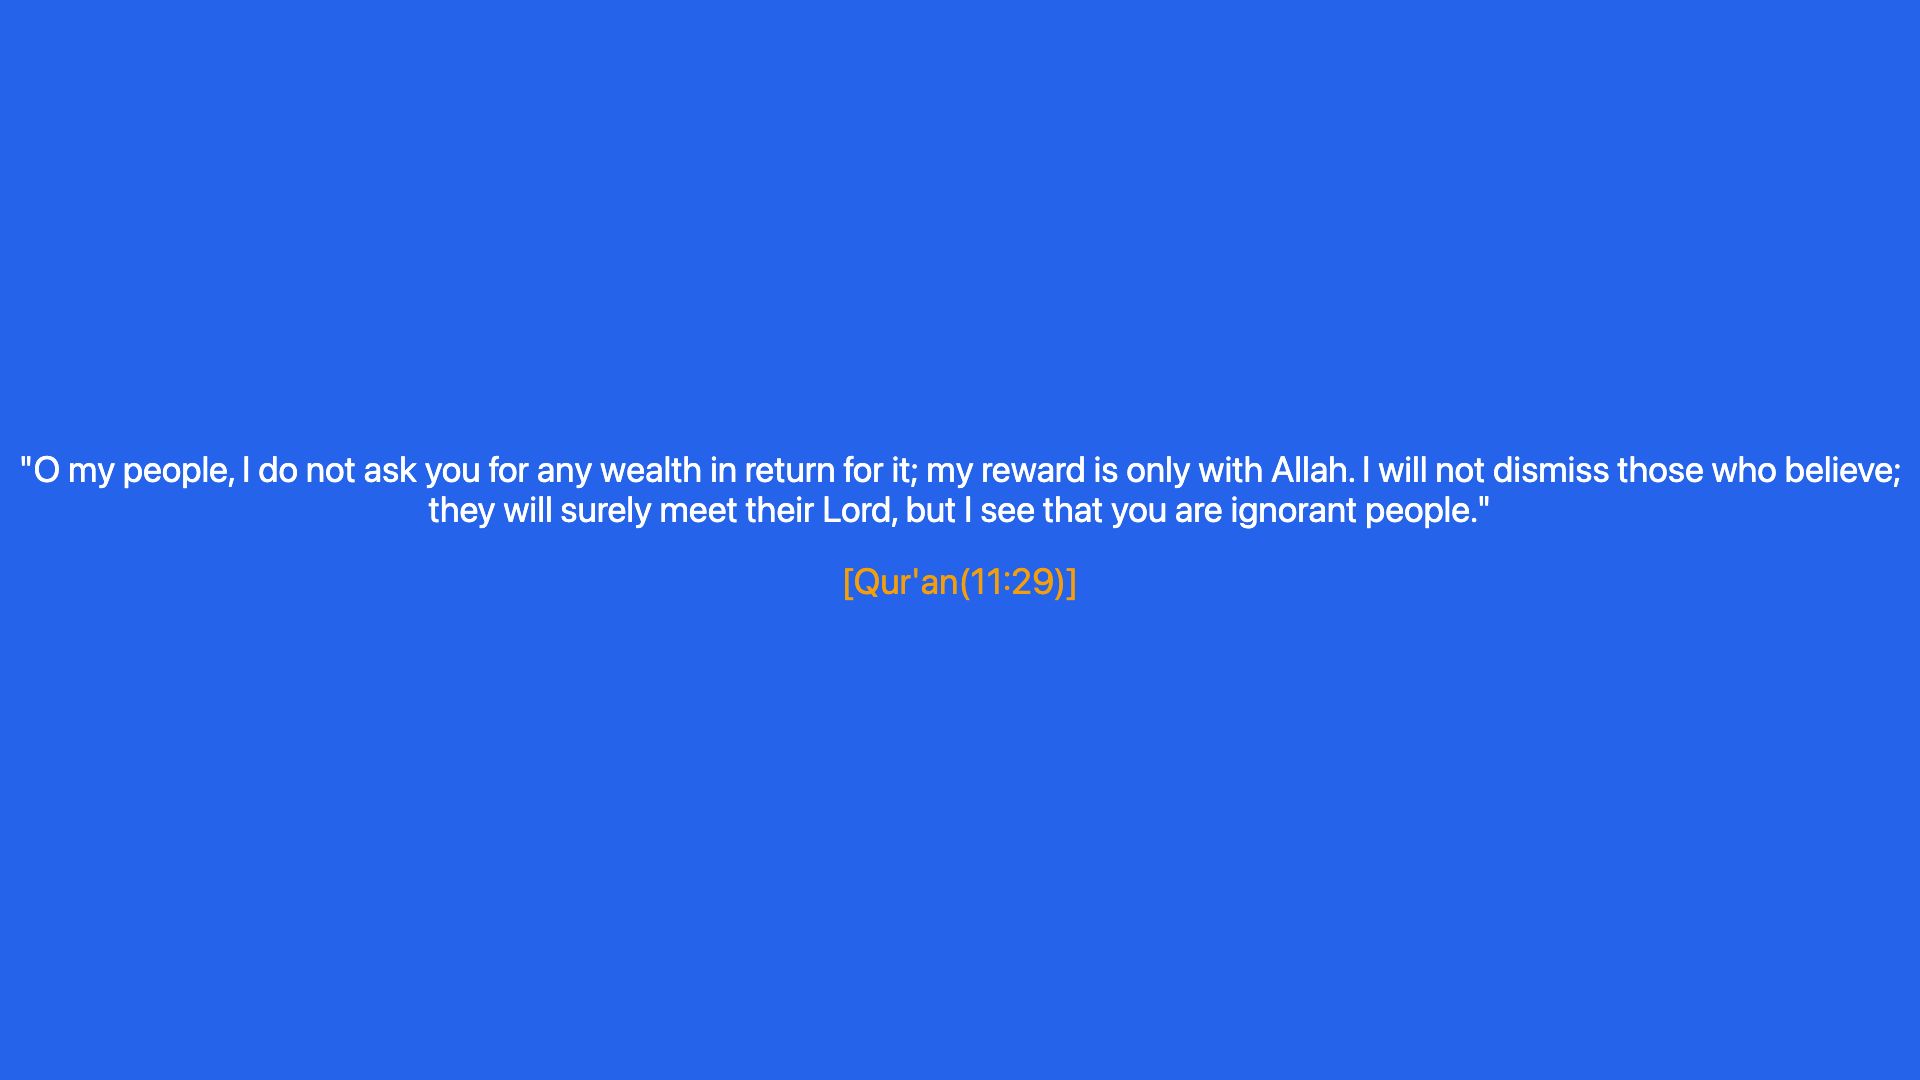 "O my people, I do not ask you for any wealth in return for it; my reward is only with Allah. I will not dismiss those who believe;
they will surely meet their Lord, but I see that you are ignorant people."
[Qur'an(11:29)]